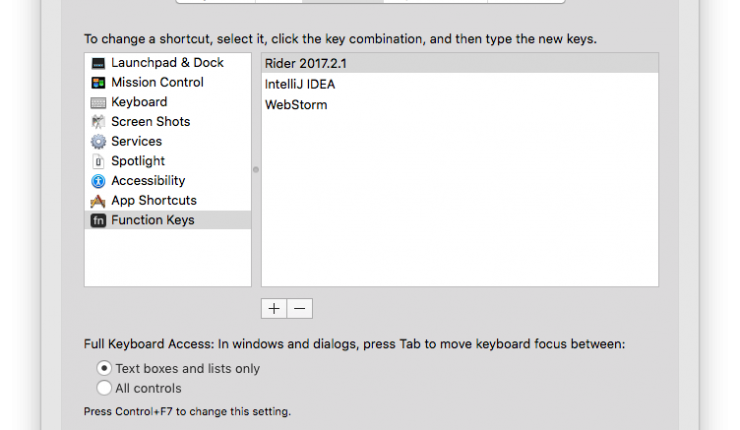 To change a shortcut, select it, click the key combination, and then type the new keys.
Launchpad & Dock
Mission Control
Keyboard
Screen Shots
Services
Spotlight
Accessibility
App Shortcuts
fn Function Keys
Rider 2017.2.1
IntelliJ IDEA
WebStorm
+ −
Full Keyboard Access: In windows and dialogs, press Tab to move keyboard focus between:
Text boxes and lists only
All controls
Press Control+F7 to change this setting.